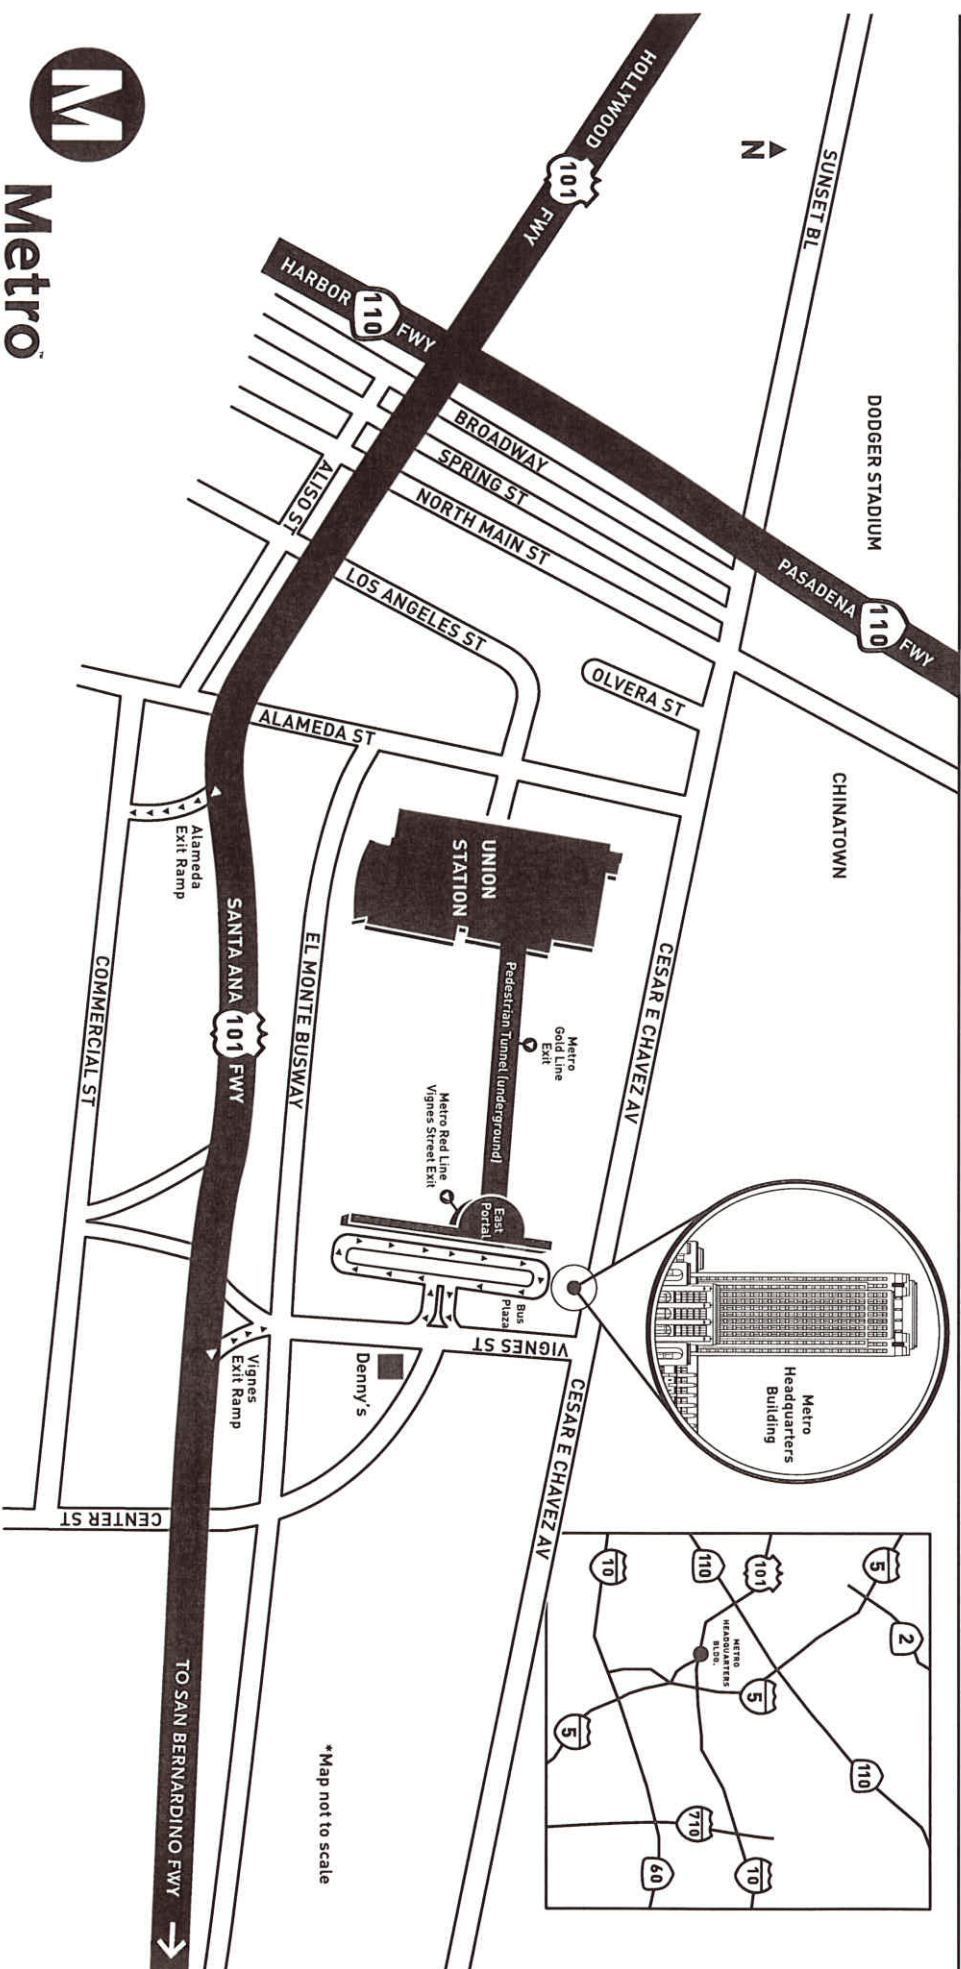 HOLLYWOOD
101
FWY
N
SUNSET BL
DODGER STADIUM
HARBOR
110
FWY
BROADWAY
SPRING ST
NORTH MAIN ST
ALISO ST
LOS ANGELES ST
OLVERA ST
PASADENA
110
FWY
CHINATOWN
ALAMEDA ST
UNION
STATION
Alameda
Exit Ramp
SANTA ANA
101
FWY
EL MONTE BUSWAY
COMMERCIAL ST
CESAR E CHAVEZ AV
Pedestrian Tunnel (underground)
Metro
Gold Line
Exit
Metro Red Line
Vignes Street Exit
East
Portal
Bus
Plaza
VIGNES ST
Denny's
Vignes
Exit Ramp
CENTER ST
CESAR E CHAVEZ AV
Metro
Headquarters
Building
5
2
101
110
10
METRO
HEADQUARTERS
BLDG.
5
5
110
710
10
60
*Map not to scale
TO SAN BERNARDINO FWY
M
Metro™